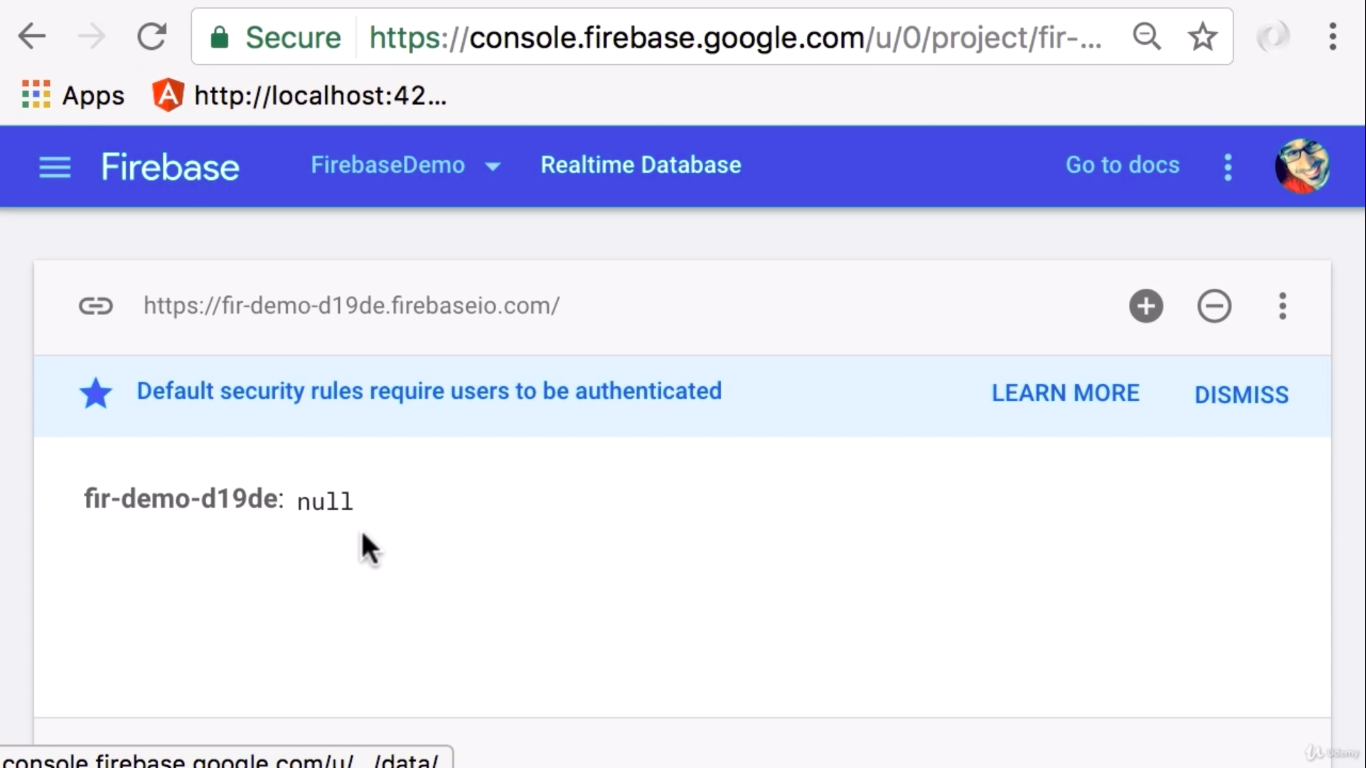 Secure https://console.firebase.google.com/u/0/project/fir-...
Apps http://localhost:42...
Firebase FirebaseDemo Realtime Database Go to docs
https://fir-demo-d19de.firebaseio.com/
Default security rules require users to be authenticated LEARN MORE DISMISS
fir-demo-d19de: null
console.firebase.google.com/u/.../data/
Udemy